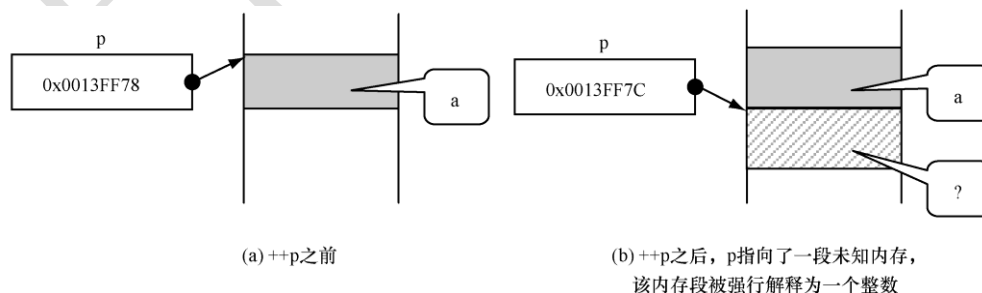 p
0x0013FF78
a
(a) ++p之前
p
0x0013FF7C
a
?
(b) ++p之后，p指向了一段未知内存，
该内存段被强行解释为一个整数